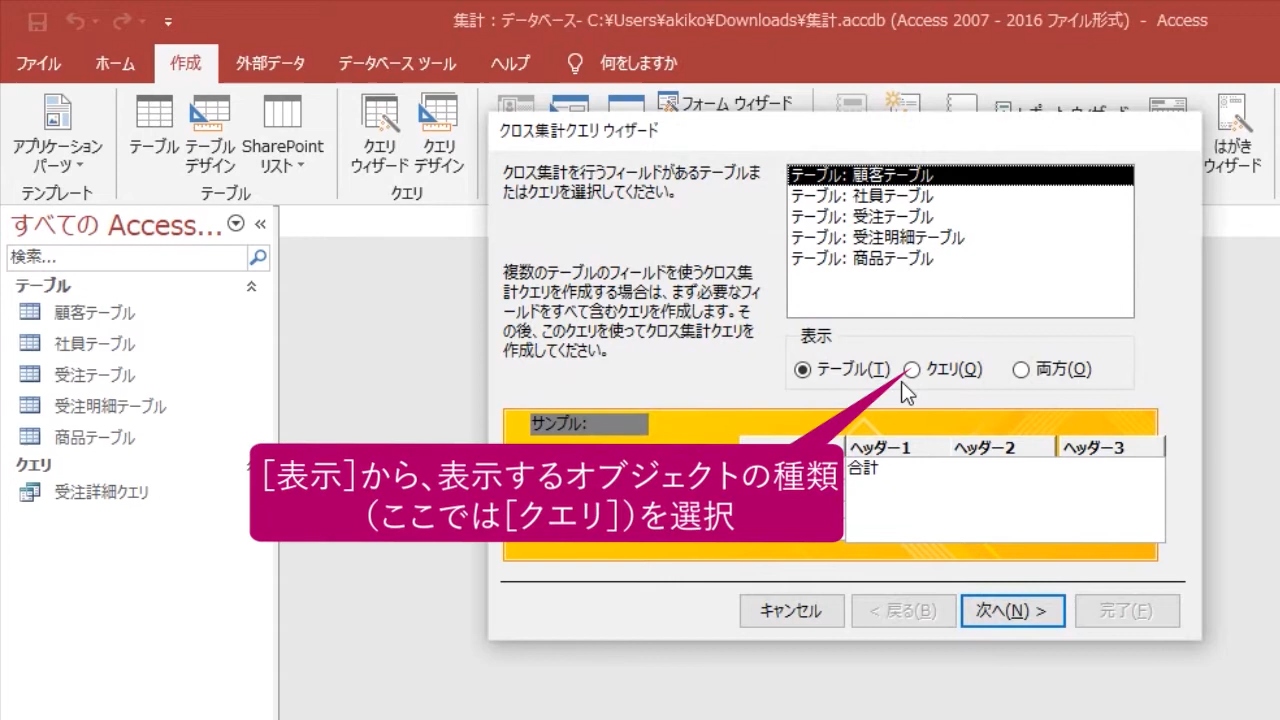 集計 : データベース- C:¥Users¥akiko¥Downloads¥集計.accdb (Access 2007 - 2016 ファイル形式) - Access
ファイル ホーム 作成 外部データ データベース ツール ヘルプ 何をしますか
アプリケーション パーツ
テンプレート
テーブル
テーブル デザイン
SharePoint リスト
テーブル
クエリ ウィザード
クエリ デザイン
クエリ
フォーム ウィザード
はがき ウィザード
すべての Access...
検索...
テーブル
顧客テーブル
社員テーブル
受注テーブル
受注明細テーブル
商品テーブル
クエリ
受注詳細クエリ
クロス集計クエリ ウィザード
クロス集計を行うフィールドがあるテーブルま
たはクエリを選択してください。
複数のテーブルのフィールドを使うクロス集
計クエリを作成する場合は、まず必要なフィ
ールドをすべて含むクエリを作成します。そ
の後、このクエリを使ってクロス集計クエリを
作成してください。
テーブル: 顧客テーブル
テーブル: 社員テーブル
テーブル: 受注テーブル
テーブル: 受注明細テーブル
テーブル: 商品テーブル
表示
テーブル(T) クエリ(Q) 両方(O)
サンプル:
ヘッダー1 ヘッダー2 ヘッダー3
合計
[表示]から、表示するオブジェクトの種類
(ここでは[クエリ])を選択
キャンセル < 戻る(B) 次へ(N) > 完了(F)